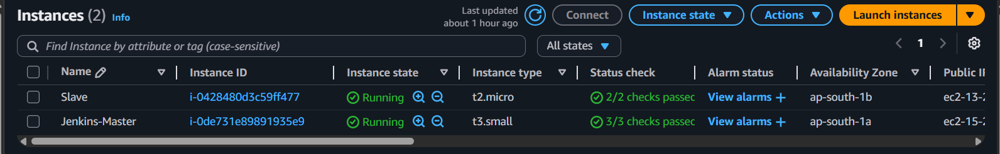 Instances (2) Info
Last updated
about 1 hour ago
Connect
Instance state
Actions
Launch instances
Find Instance by attribute or tag (case-sensitive)
All states
1
Name Instance ID Instance state Instance type Status check Alarm status Availability Zone Public
Slave i-0428480d3c59ff477 Running t2.micro 2/2 checks passec View alarms + ap-south-1b ec2-13-
Jenkins-Master i-0de731e89891935e9 Running t3.small 3/3 checks passec View alarms + ap-south-1a ec2-15-